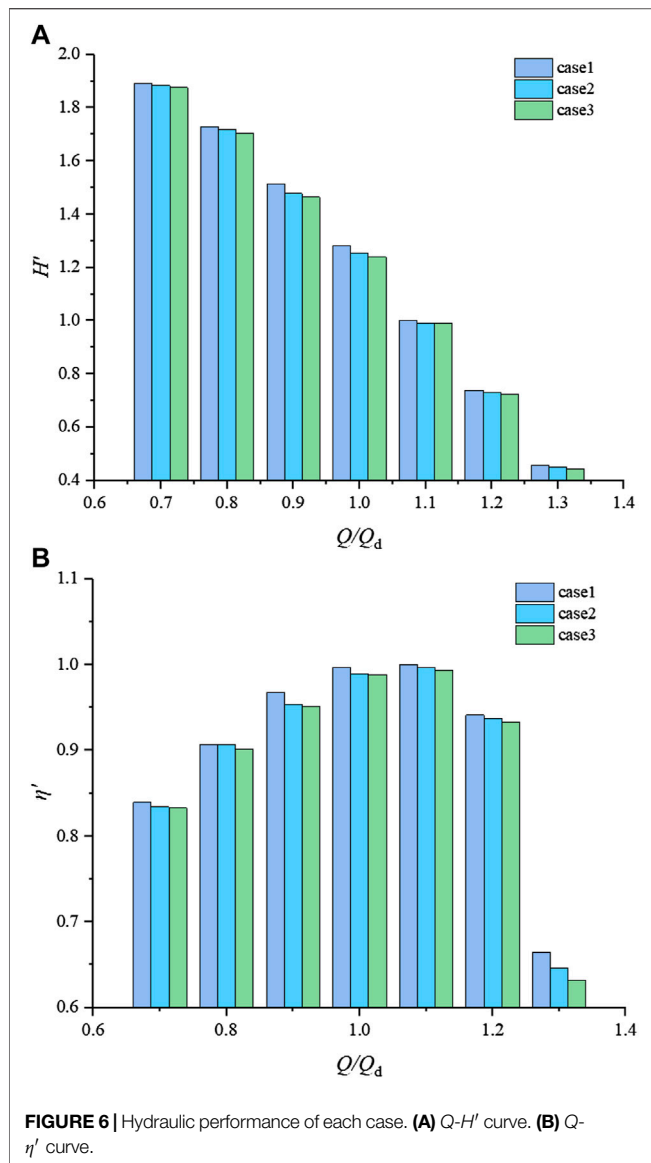 A
2.0
1.8
1.6
1.4
1.2
1.0
0.8
0.6
0.4
H′
case1
case2
case3
0.6 0.7 0.8 0.9 1.0 1.1 1.2 1.3 1.4
Q/Qd
B
1.1
1.0
0.9
0.8
0.7
0.6
η′
case1
case2
case3
0.6 0.8 1.0 1.2 1.4
Q/Qd
FIGURE 6 | Hydraulic performance of each case. (A) Q-H′ curve. (B) Q-
η′ curve.